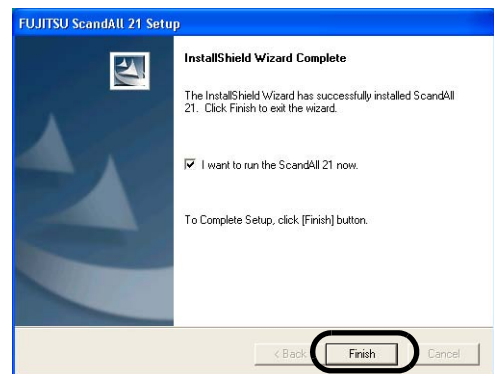 FUJITSU ScandAll 21 Setup
InstallShield Wizard Complete
The InstallShield Wizard has successfully installed ScandAll
21. Click Finish to exit the wizard.
I want to run the ScandAll 21 now.
To Complete Setup, click [Finish] button.
< Back
Finish
Cancel